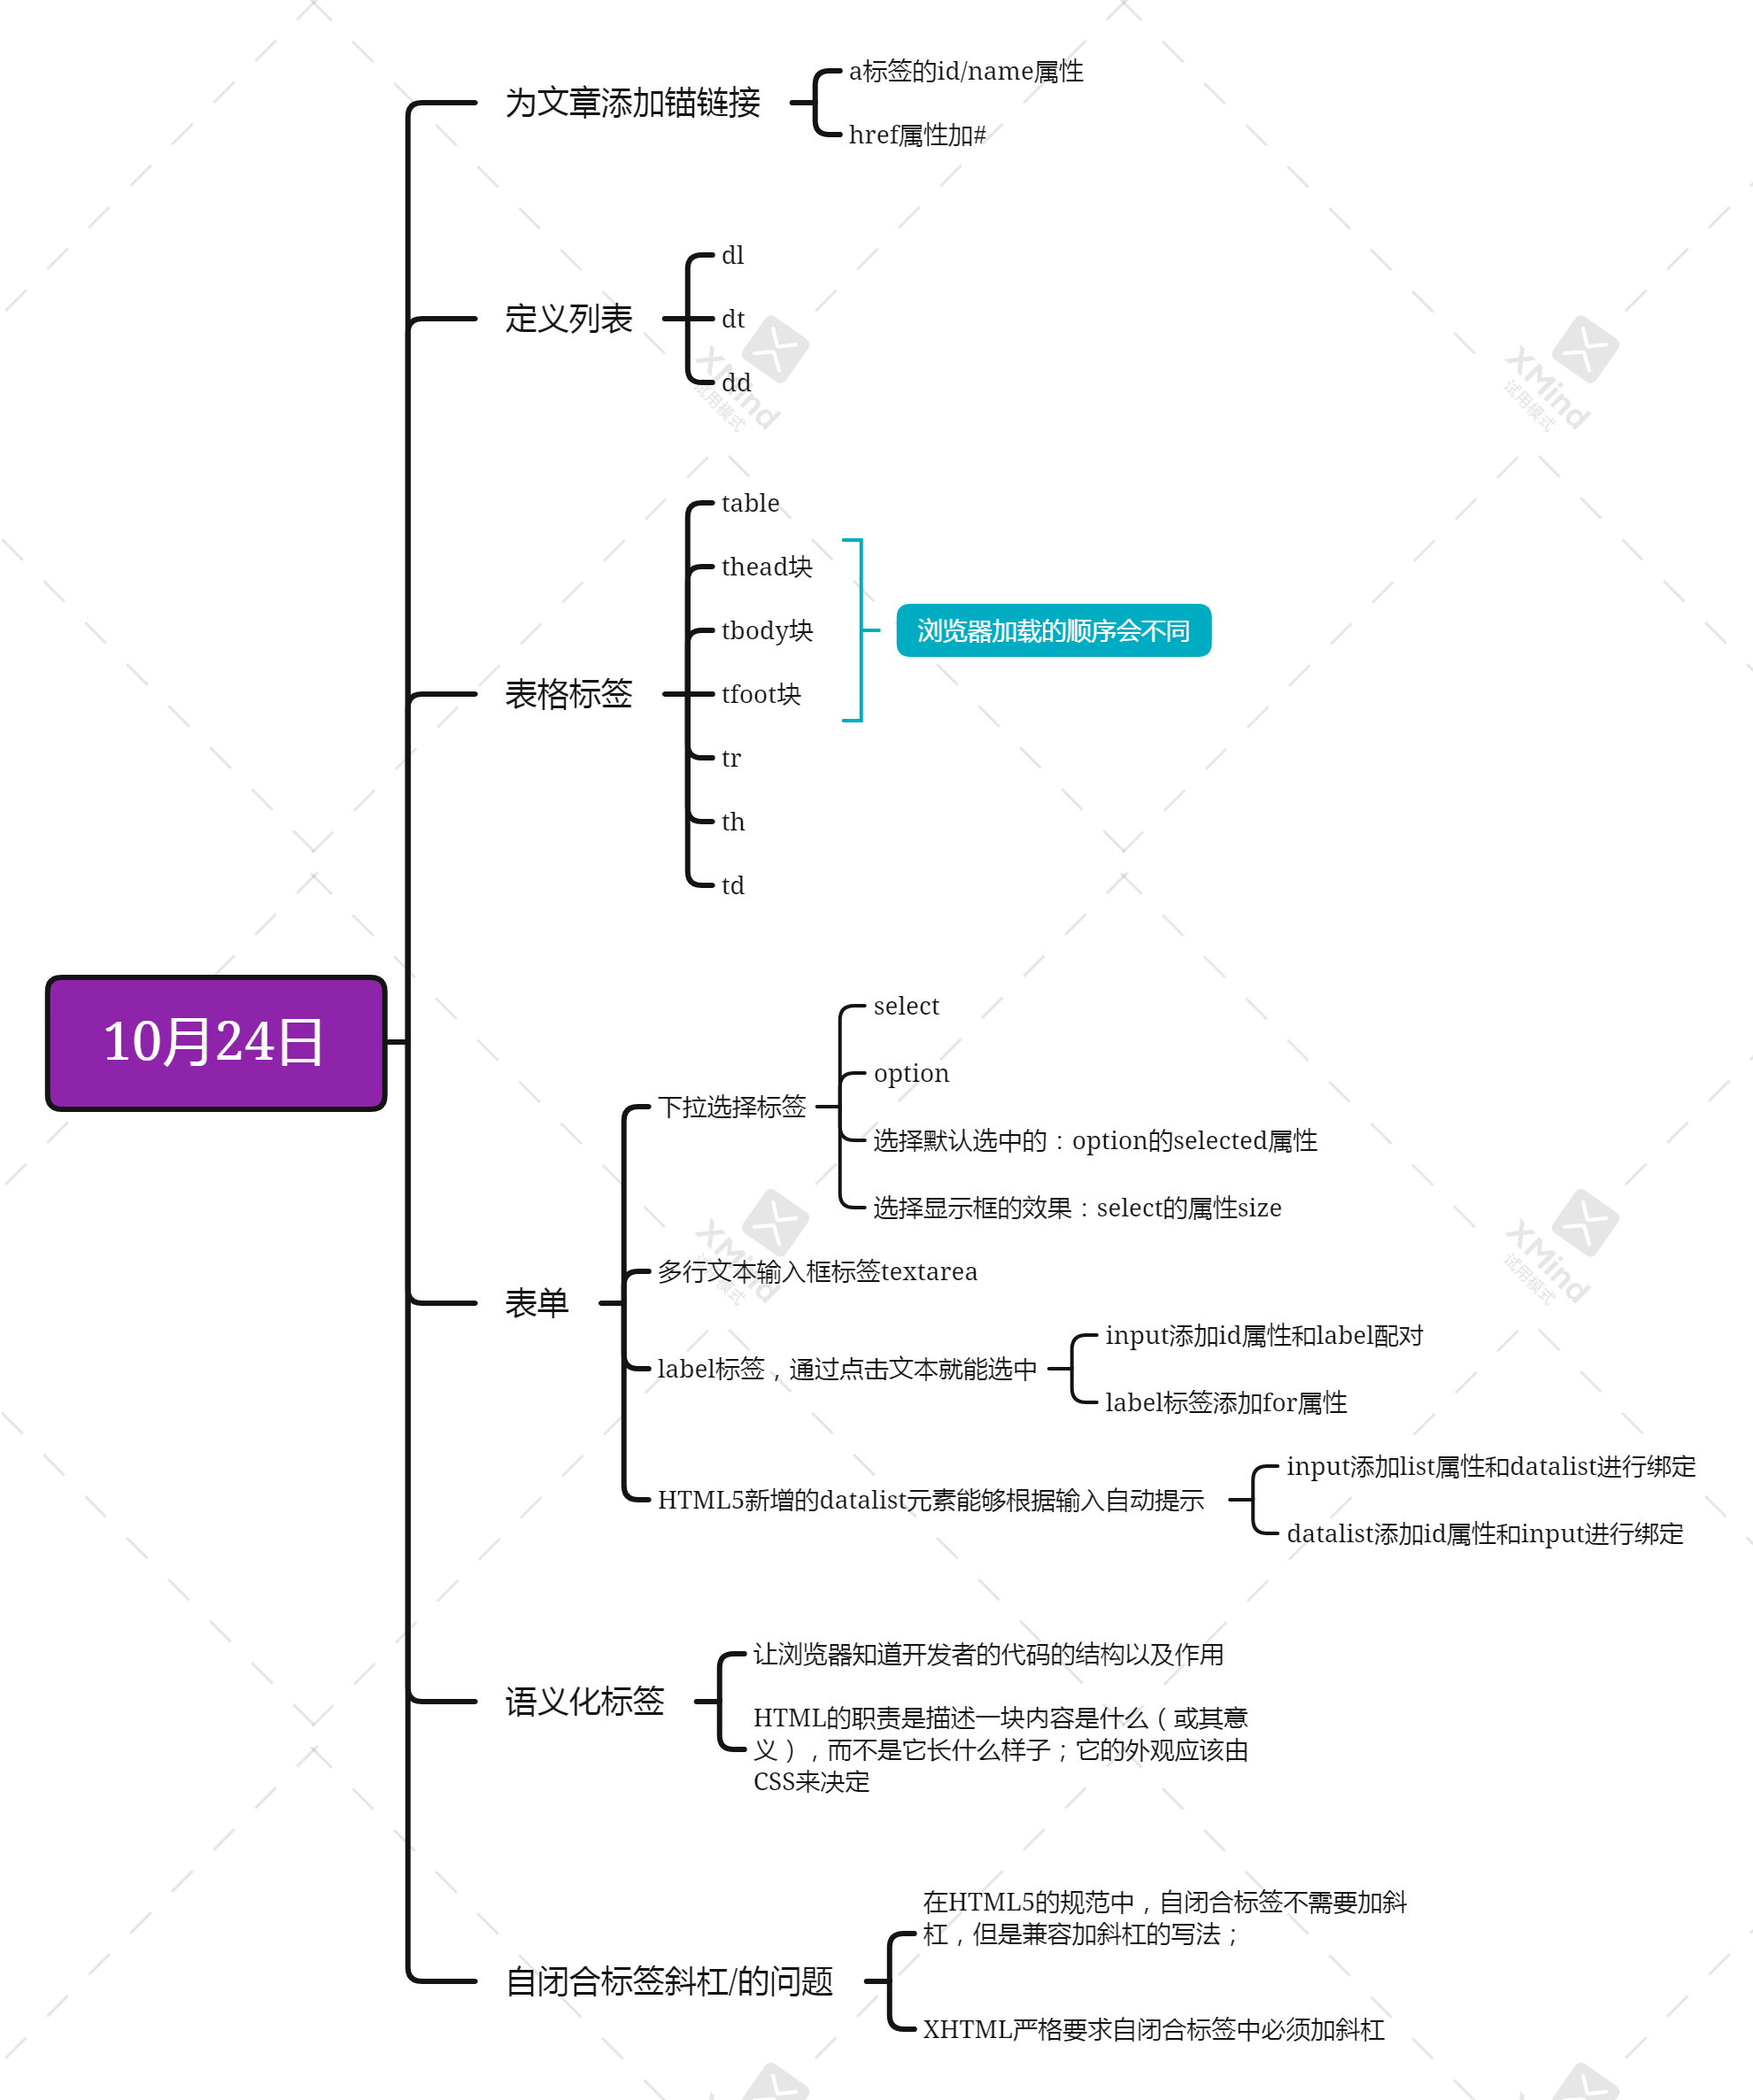 为文章添加锚链接
a标签的id/name属性
href属性加#
定义列表
dl
dt
dd
XMind
试用模式
XMind
试用模式
表格标签
table
thead块
tbody块
tfoot块
tr
th
td
浏览器加载的顺序会不同
10月24日
表单
下拉选择标签
select
option
选择默认选中的：option的selected属性
选择显示框的效果：select的属性size
多行文本输入框标签textarea
XMind
试用模式
XMind
试用模式
label标签，通过点击文本就能选中
input添加id属性和label配对
label标签添加for属性
HTML5新增的datalist元素能够根据输入自动提示
input添加list属性和datalist进行绑定
datalist添加id属性和input进行绑定
语义化标签
让浏览器知道开发者的代码的结构以及作用
HTML的职责是描述一块内容是什么（或其意
义），而不是它长什么样子；它的外观应该由
CSS来决定
自闭合标签斜杠/的问题
在HTML5的规范中，自闭合标签不需要加斜
杠，但是兼容加斜杠的写法；
XHTML严格要求自闭合标签中必须加斜杠